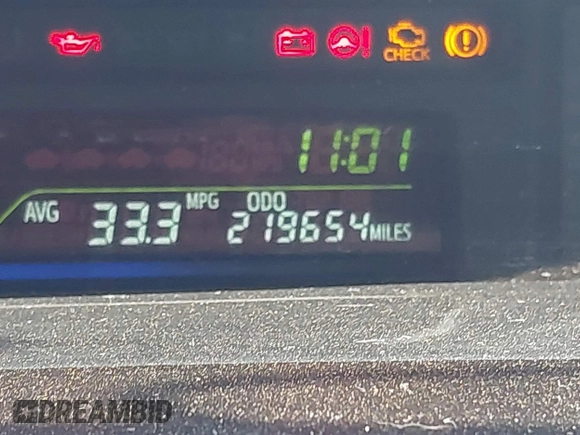 CHECK
11:01
AVG 33.3 MPG ODO 219654 MILES
DREAMBID